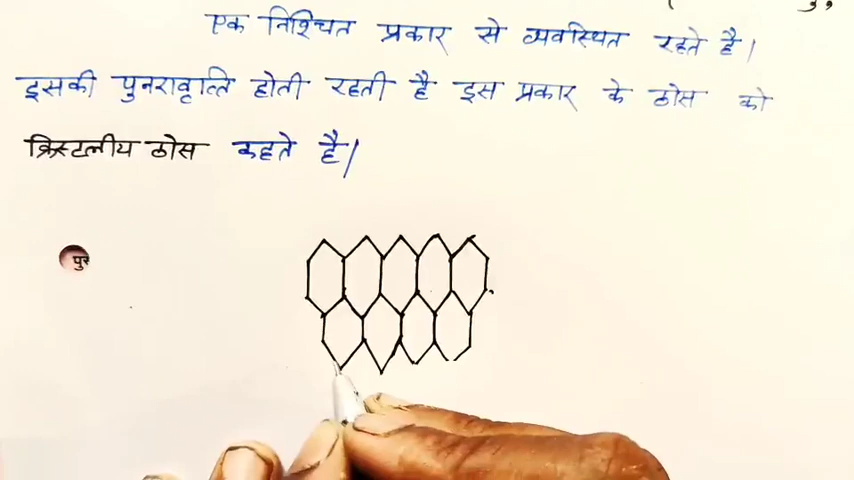 एक निश्चित प्रकार से व्यवस्थित रहते है।
इसकी पुनरावृत्ति होती रहती है इस प्रकार के ठोस को
क्रिस्टलीय ठोस कहते है।
पुर